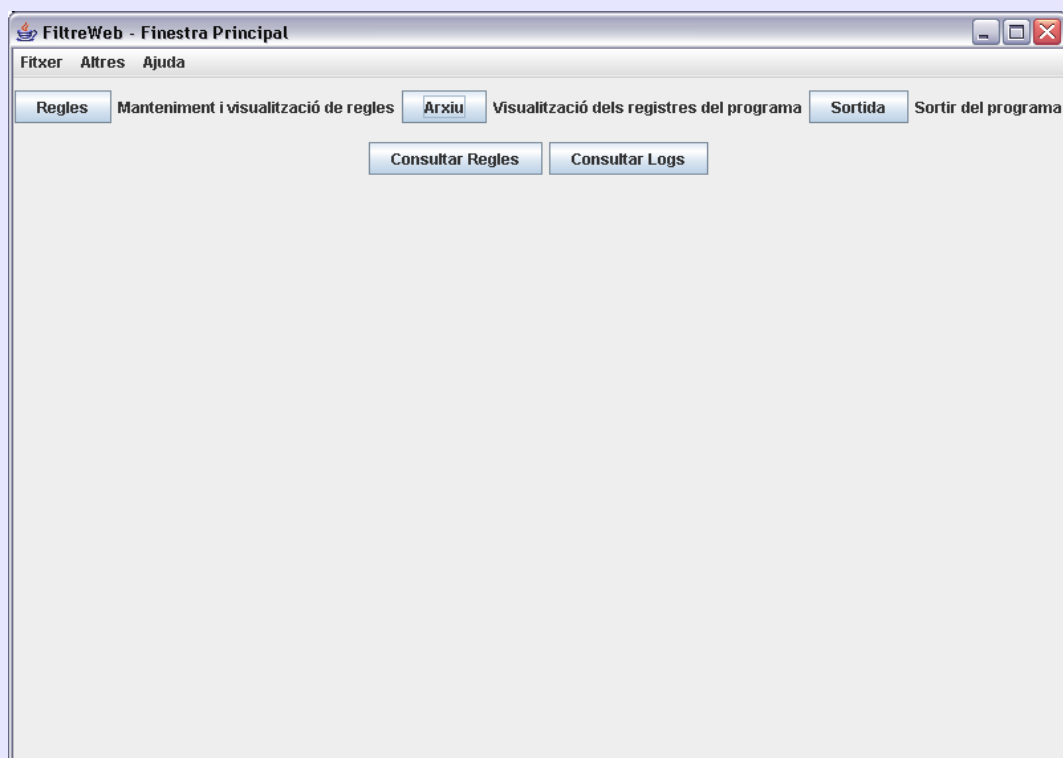 FiltreWeb - Finestra Principal
Fitxer Altres Ajuda
Regles Manteniment i visualització de regles Arxiu Visualització dels registres del programa Sortida Sortir del programa
Consultar Regles Consultar Logs